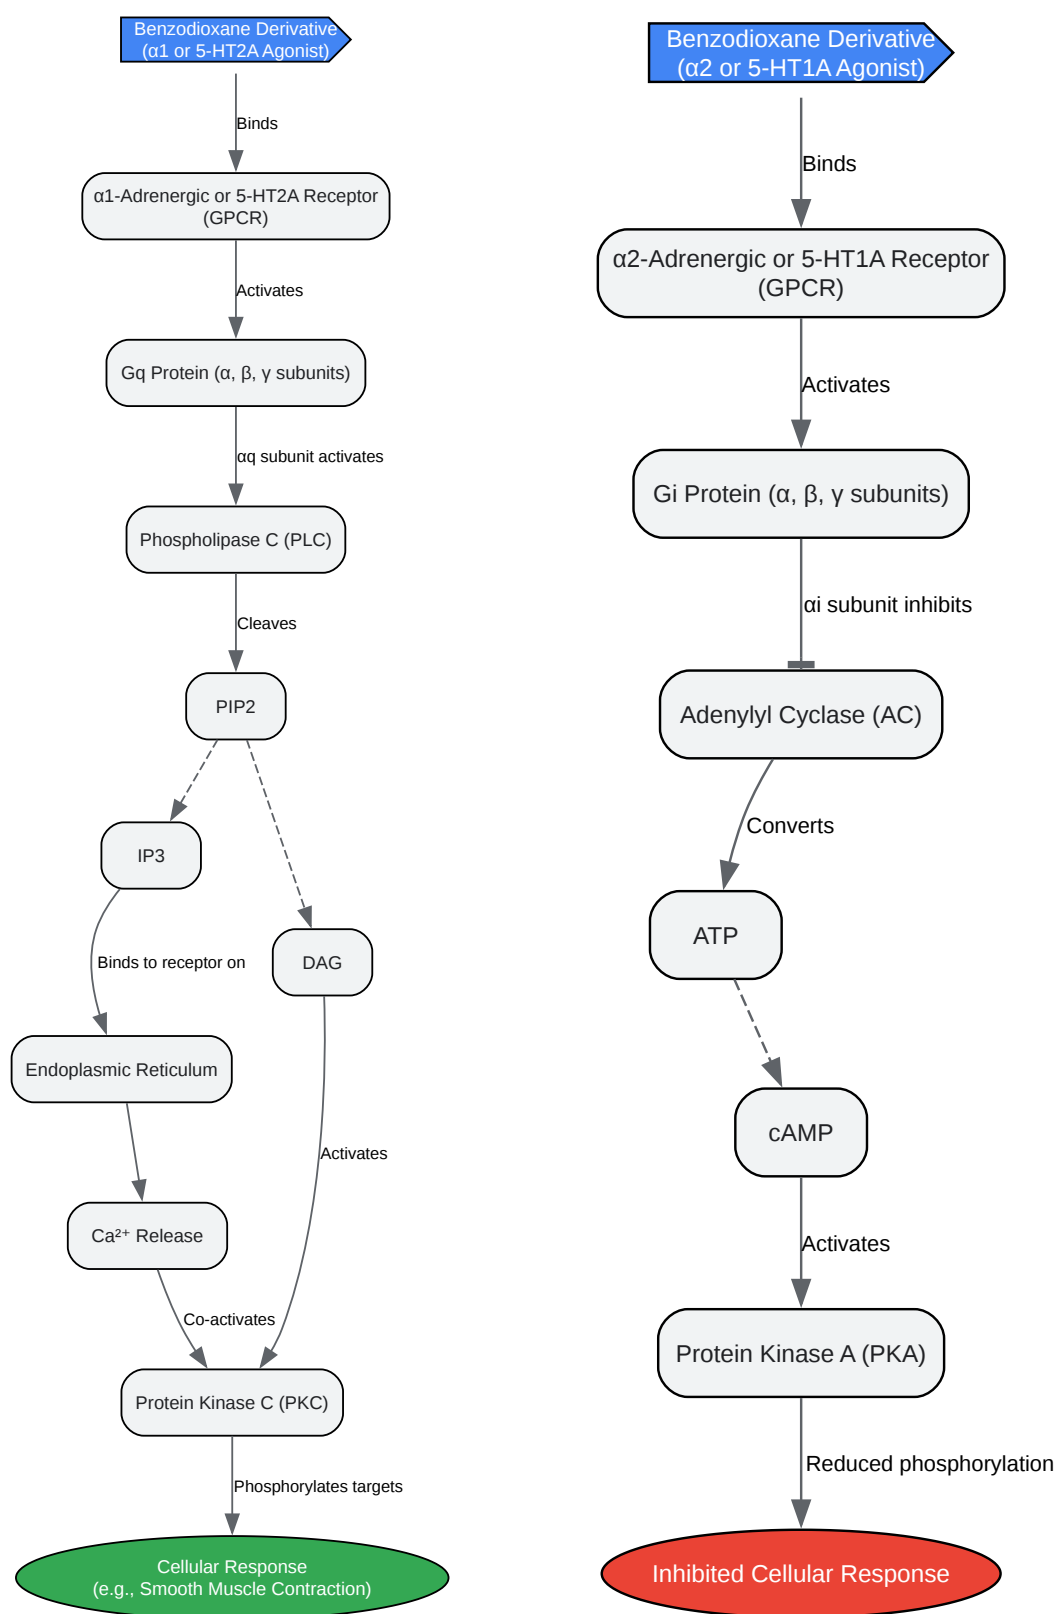 Benzodioxane Derivative
(α1 or 5-HT2A Agonist)
Binds
α1-Adrenergic or 5-HT2A Receptor
(GPCR)
Activates
Gq Protein (α, β, γ subunits)
αq subunit activates
Phospholipase C (PLC)
Cleaves
PIP2
IP3
DAG
Binds to receptor on
Endoplasmic Reticulum
Activates
Ca²⁺ Release
Co-activates
Protein Kinase C (PKC)
Phosphorylates targets
Cellular Response
(e.g., Smooth Muscle Contraction)
Benzodioxane Derivative
(α2 or 5-HT1A Agonist)
Binds
α2-Adrenergic or 5-HT1A Receptor
(GPCR)
Activates
Gi Protein (α, β, γ subunits)
αi subunit inhibits
Adenylyl Cyclase (AC)
Converts
ATP
cAMP
Activates
Protein Kinase A (PKA)
Reduced phosphorylation
Inhibited Cellular Response